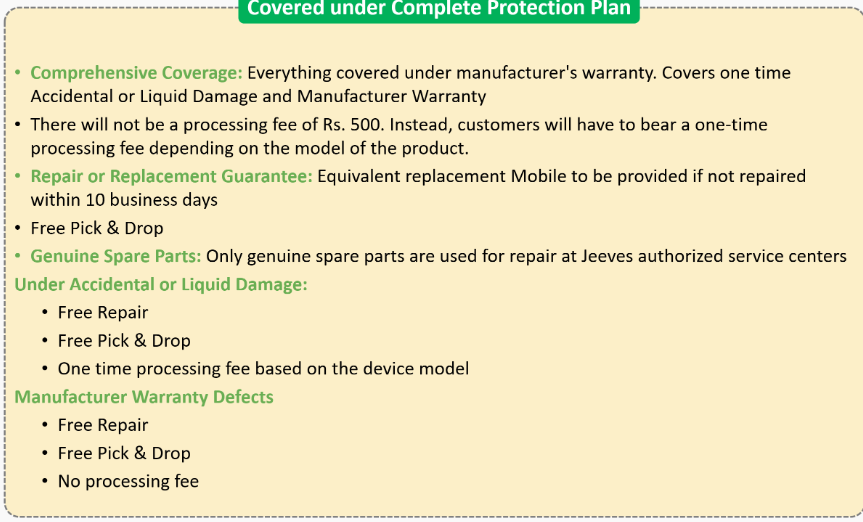 Covered under Complete Protection Plan
• Comprehensive Coverage: Everything covered under manufacturer's warranty. Covers one time
Accidental or Liquid Damage and Manufacturer Warranty
• There will not be a processing fee of Rs. 500. Instead, customers will have to bear a one-time
processing fee depending on the model of the product.
• Repair or Replacement Guarantee: Equivalent replacement Mobile to be provided if not repaired
within 10 business days
• Free Pick & Drop
• Genuine Spare Parts: Only genuine spare parts are used for repair at Jeeves authorized service centers
Under Accidental or Liquid Damage:
• Free Repair
• Free Pick & Drop
• One time processing fee based on the device model
Manufacturer Warranty Defects
• Free Repair
• Free Pick & Drop
• No processing fee